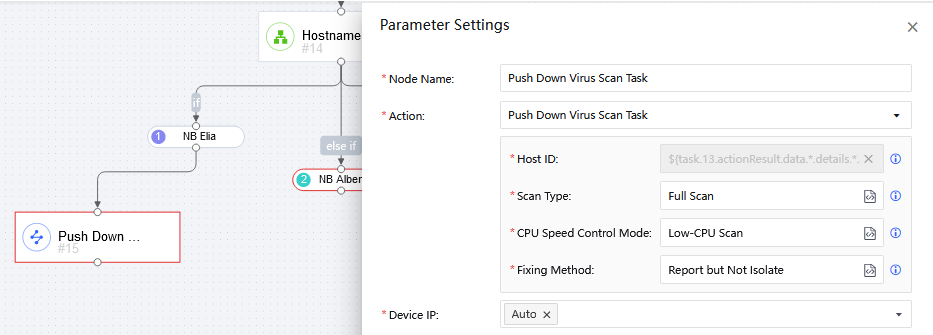 Hostname
#14
if
1 NB Elia
else if
2 NB Alber
Push Down ...
#15
Parameter Settings
* Node Name: Push Down Virus Scan Task
* Action: Push Down Virus Scan Task
* Host ID: ${task.13.actionResult.data.*.details.*.
* Scan Type: Full Scan
* CPU Speed Control Mode: Low-CPU Scan
* Fixing Method: Report but Not Isolate
* Device IP: Auto